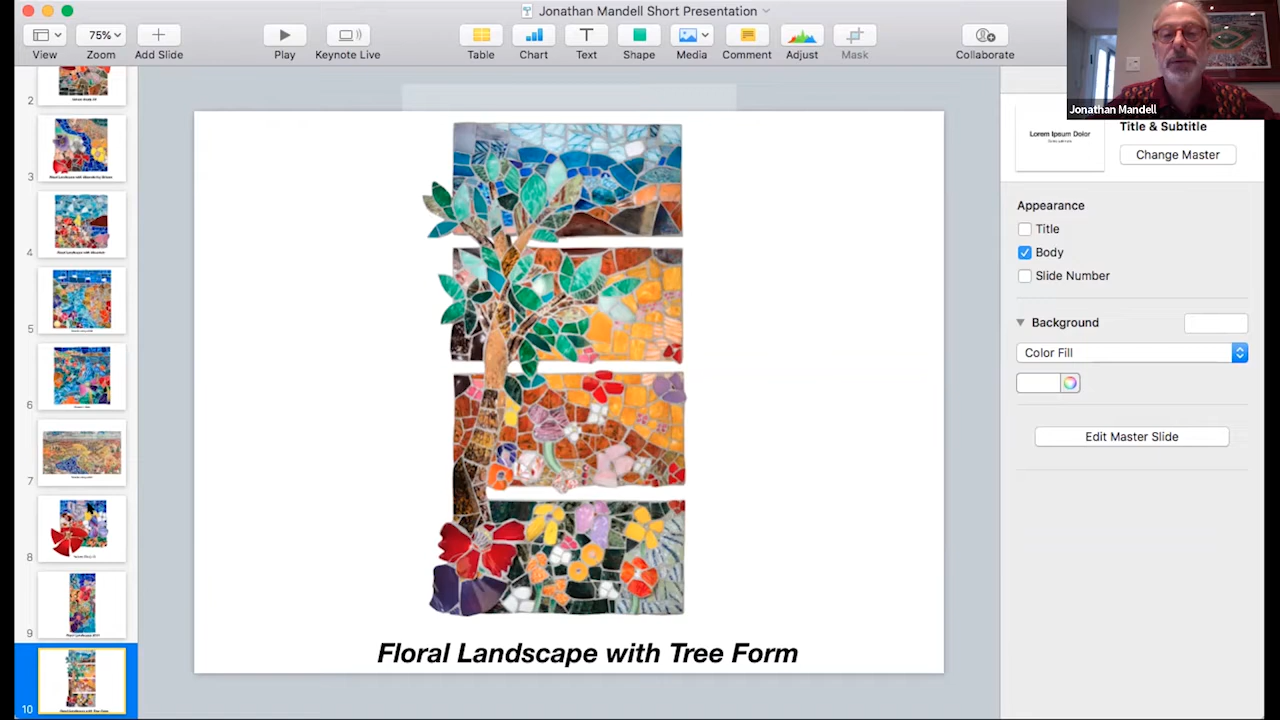 Jonathan Mandell Short Presentation
75%
View
Zoom
Add Slide
Play
Keynote Live
Table
Chart
Text
Shape
Media
Comment
Adjust
Mask
Collaborate
Jonathan Mandell
Lorem Ipsum Dolor
Title & Subtitle
Change Master
Appearance
Title
Body
Slide Number
Background
Color Fill
Edit Master Slide
2
3
4
5
6
7
8
9
10
Floral Landscape with Tree Form